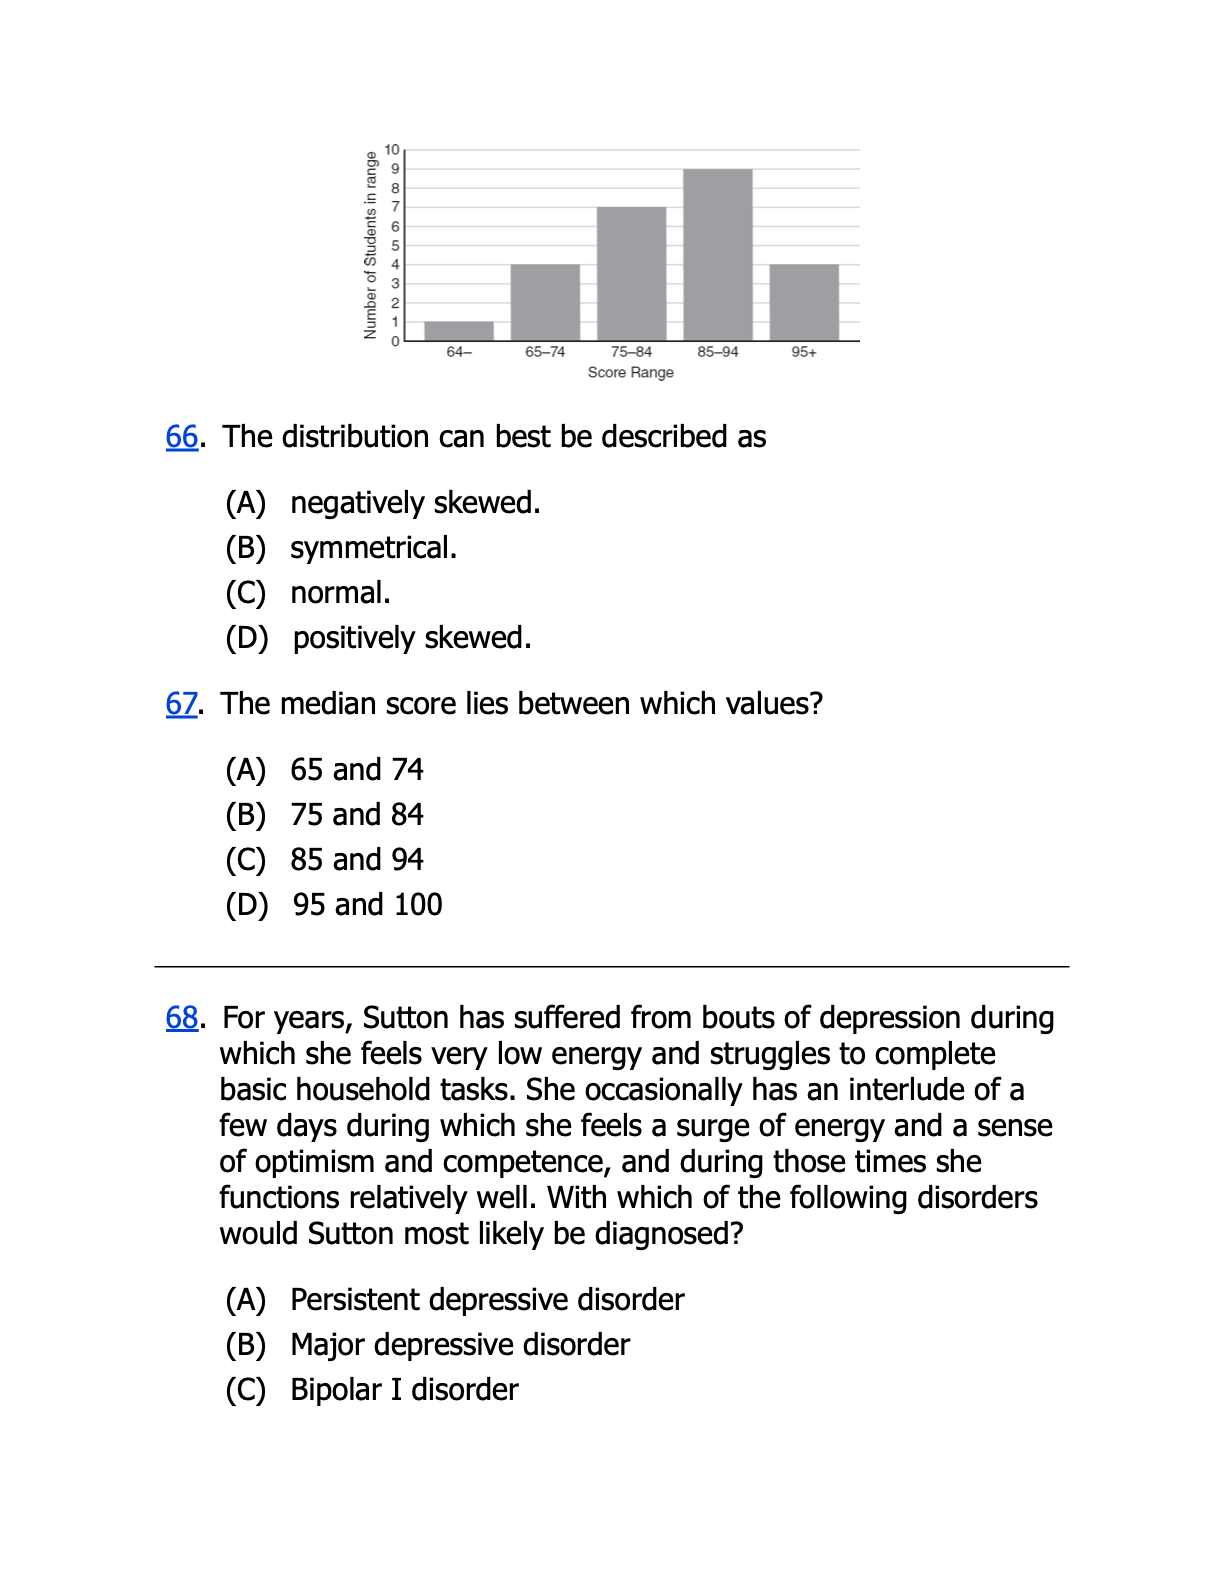 Number of Students in range
10
9
8
7
6
5
4
3
2
1
0
64–
65–74
75–84
85–94
95+
Score Range
66. The distribution can best be described as
(A) negatively skewed.
(B) symmetrical.
(C) normal.
(D) positively skewed.
67. The median score lies between which values?
(A) 65 and 74
(B) 75 and 84
(C) 85 and 94
(D) 95 and 100
68. For years, Sutton has suffered from bouts of depression during
which she feels very low energy and struggles to complete
basic household tasks. She occasionally has an interlude of a
few days during which she feels a surge of energy and a sense
of optimism and competence, and during those times she
functions relatively well. With which of the following disorders
would Sutton most likely be diagnosed?
(A) Persistent depressive disorder
(B) Major depressive disorder
(C) Bipolar I disorder